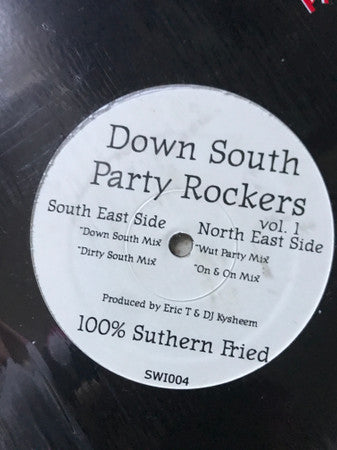 Down South
Party Rockers
vol. 1
South East Side
"Down South Mix
"Dirty South Mix
North East Side
"Wut Party Mix
"On & On Mix
Produced by Eric T & DJ Kysheem
100% Suthern Fried
SWI004